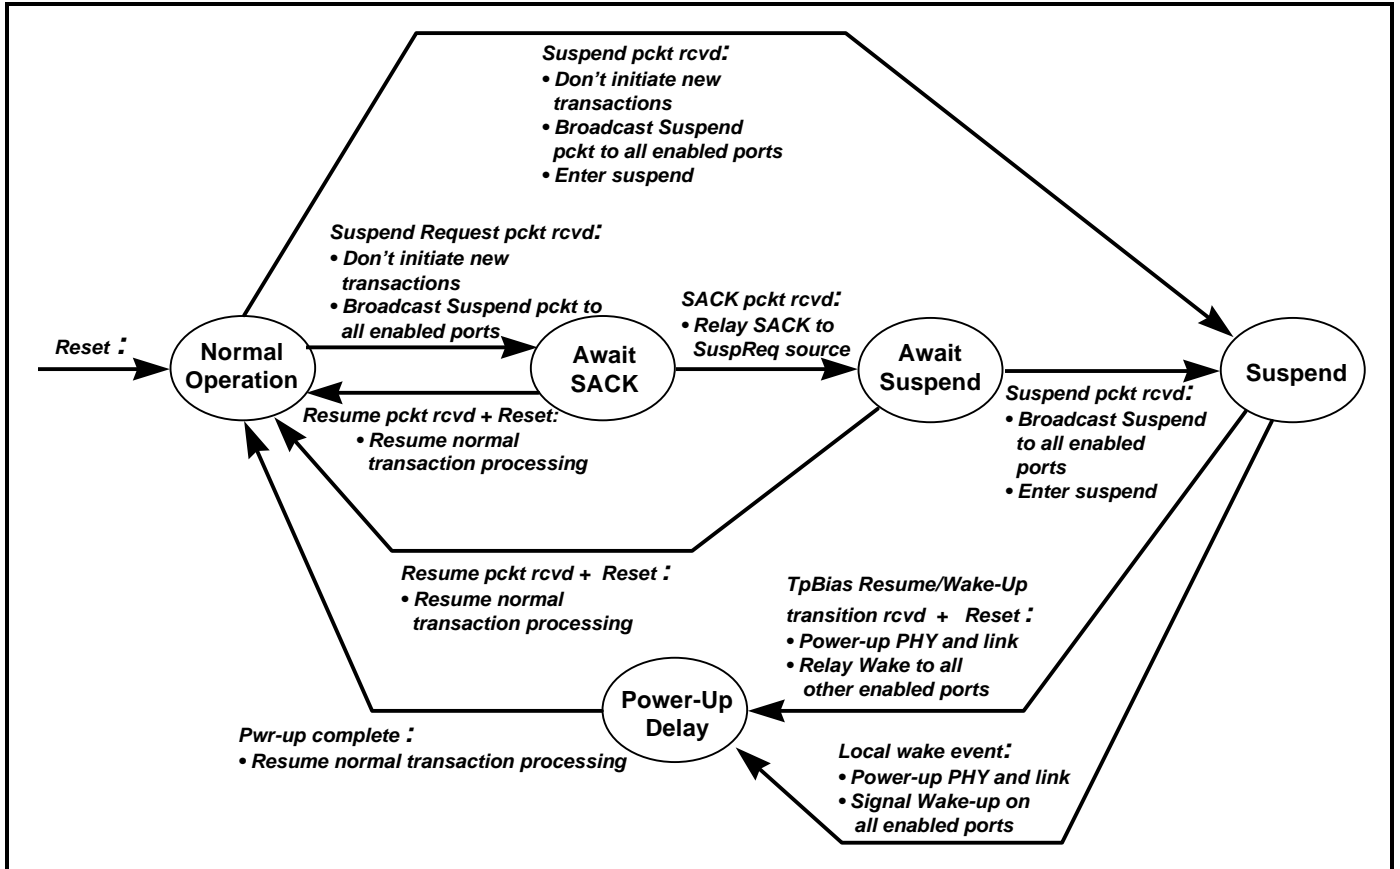 Suspend pckt rcvd:
• Don't initiate new
transactions
• Broadcast Suspend
pckt to all enabled ports
• Enter suspend
Suspend Request pckt rcvd:
• Don't initiate new
transactions
• Broadcast Suspend pckt to
all enabled ports
SACK pckt rcvd:
• Relay SACK to
SuspReq source
Reset :
Normal
Operation
Await
SACK
Await
Suspend
Suspend
Suspend pckt rcvd:
• Broadcast Suspend
to all enabled
ports
• Enter suspend
Resume pckt rcvd + Reset:
• Resume normal
transaction processing
Resume pckt rcvd + Reset :
• Resume normal
transaction processing
TpBias Resume/Wake-Up
transition rcvd + Reset :
• Power-up PHY and link
• Relay Wake to all
other enabled ports
Power-Up
Delay
Pwr-up complete :
• Resume normal transaction processing
Local wake event:
• Power-up PHY and link
• Signal Wake-up on
all enabled ports